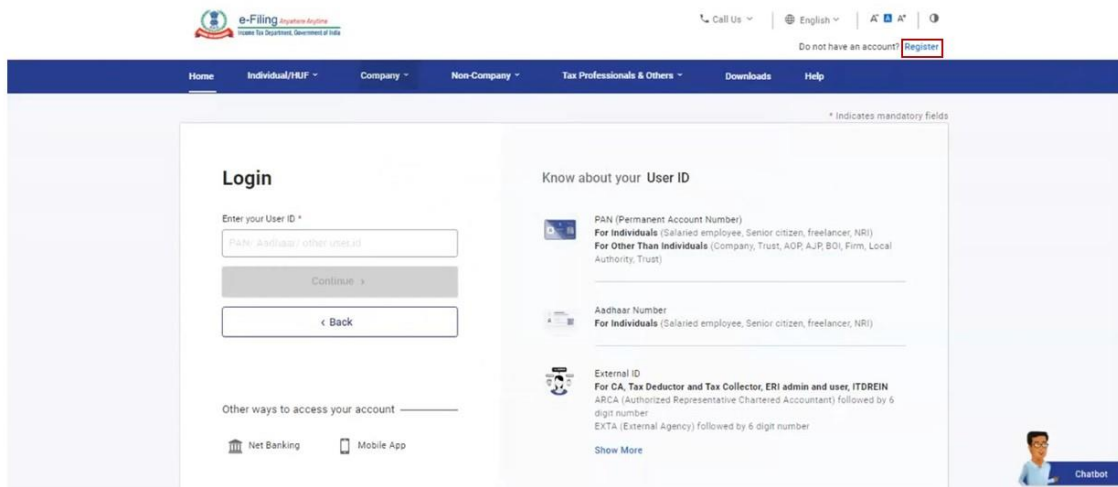 e-Filing Anywhere Anytime
Income Tax Department, Government of India
Call Us
English
A- A A+
Do not have an account? Register
Home Individual/HUF Company Non-Company Tax Professionals & Others Downloads Help
* Indicates mandatory fields
Login
Enter your User ID *
PAN/ Aadhaar/ other user id
Continue >
< Back
Other ways to access your account
Net Banking
Mobile App
Know about your User ID
PAN (Permanent Account Number)
For Individuals (Salaried employee, Senior citizen, freelancer, NRI)
For Other Than Individuals (Company, Trust, AOP, AJP, BOI, Firm, Local
Authority, Trust)
Aadhaar Number
For Individuals (Salaried employee, Senior citizen, freelancer, NRI)
External ID
For CA, Tax Deductor and Tax Collector, ERI admin and user, ITDREIN
ARCA (Authorized Representative Chartered Accountant) followed by 6
digit number
EXTA (External Agency) followed by 6 digit number
Show More
Chatbot